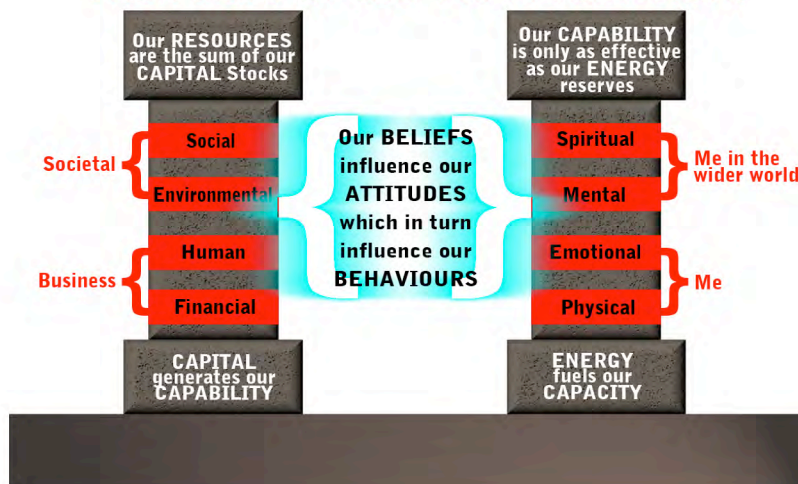 Our RESOURCES
are the sum of our
CAPITAL Stocks
Societal
Social
Environmental
Business
Human
Financial
CAPITAL
generates our
CAPABILITY
Our BELIEFS
influence our
ATTITUDES
which in turn
influence our
BEHAVIOURS
Our CAPABILITY
is only as effective
as our ENERGY
reserves
Spiritual
Mental
Me in the
wider world
Emotional
Physical
Me
ENERGY
fuels our
CAPACITY